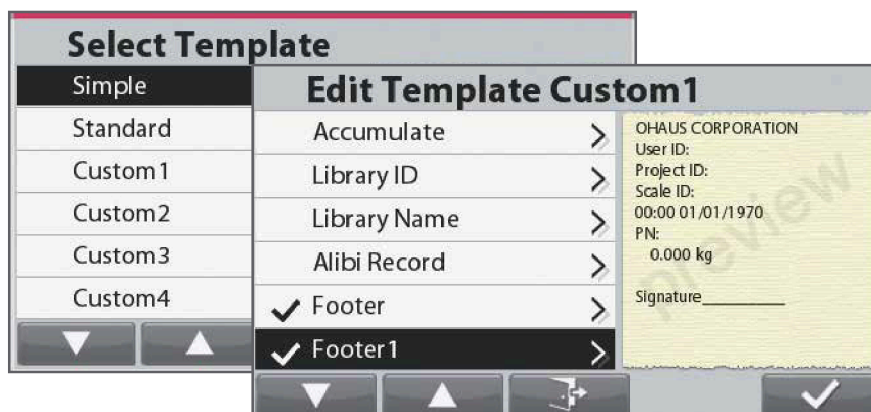 Select Template
Simple
Standard
Custom1
Custom2
Custom3
Custom4
Edit Template Custom1
Accumulate
Library ID
Library Name
Alibi Record
Footer
Footer1
OHAUS CORPORATION
User ID:
Project ID:
Scale ID:
00:00 01/01/1970
PN:
0.000 kg
Signature__________
preview